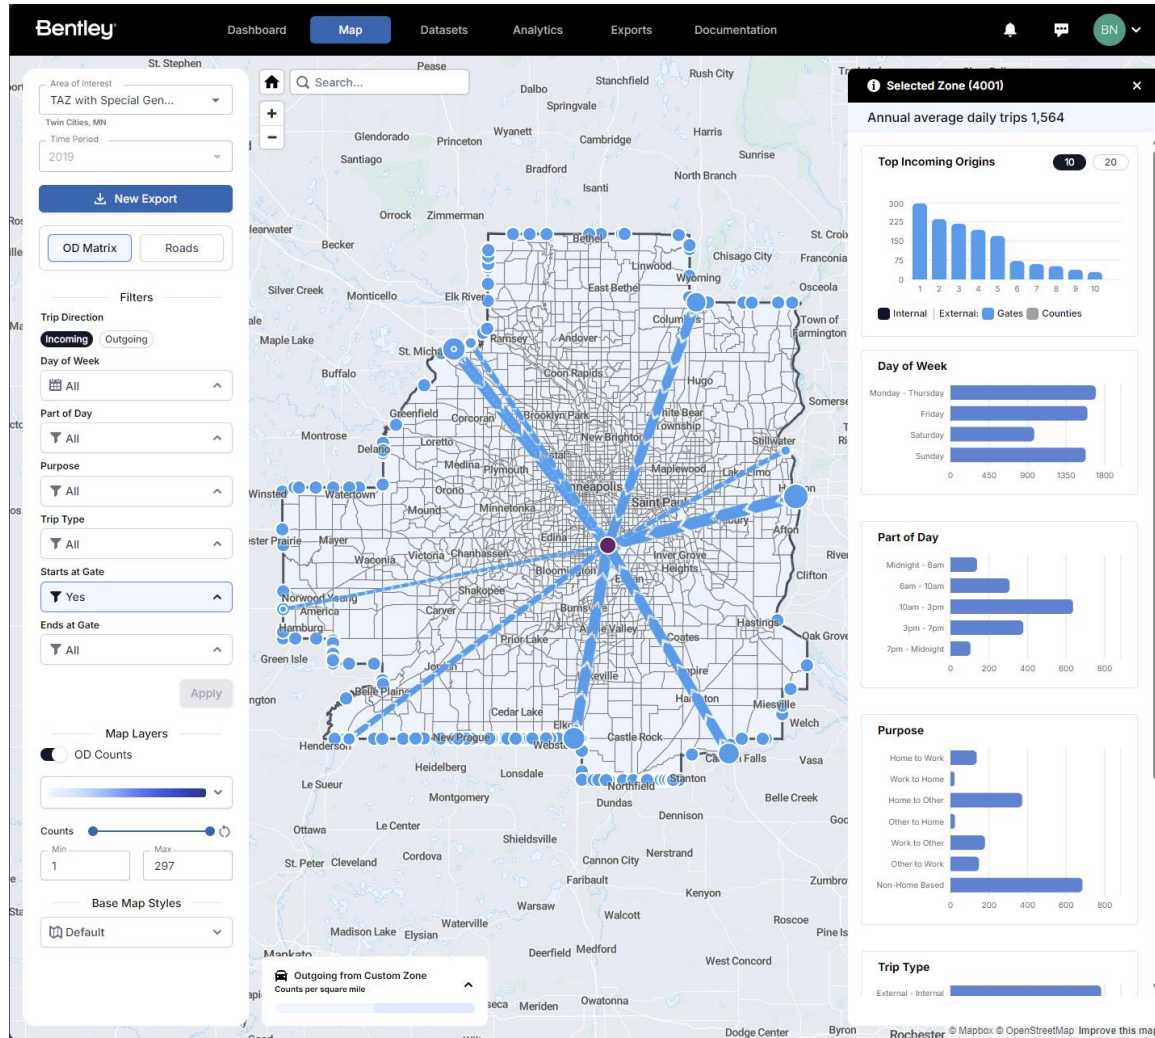 Bentley
Dashboard
Map
Datasets
Analytics
Exports
Documentation
BN
Area of Interest
TAZ with Special Gen...
Twin Cities, MN
Time Period
2019
New Export
OD Matrix
Roads
Filters
Trip Direction
Incoming
Outgoing
Day of Week
All
Part of Day
All
Purpose
All
Trip Type
All
Starts at Gate
Yes
Ends at Gate
All
Apply
Map Layers
OD Counts
Counts
Min
1
Max
297
Base Map Styles
Default
Search...
+
−
St. Stephen
Pease
Dalbo
Stanchfield
Rush City
Springvale
Glendorado
Princeton
Wyanett
Cambridge
Harris
Santiago
Bradford
Sunrise
North Branch
Isanti
Orrock
Zimmerman
Becker
Bethel
St. Croix
Linwood
Chisago City
Franconia
Wyoming
Silver Creek
Monticello
Elk River
East Bethel
Osceola
Town of
Farmington
Maple Lake
St. Micha
Ramsey
Andover
Coon Rapids
Buffalo
Hugo
Greenfield
Corcoran
Brooklyn Park
White Bear
Township
Somerse
Montrose
Loretto
New Brighton
Stillwater
Delano
Medina
Plymouth
Maplewood
Lake Elmo
Winsted
Watertown
Orono
Minneapolis
Saint Paul
Mound
Minnetonka
Afton
Edina
Mayer
Waconia
Victoria
Chanhassen
Bloomington
Inver Grove
Heights
River
Clifton
Norwood Young
America
Shakopee
Carver
Burnsville
Hastings
Hamburg
Apple Valley
Coates
Oak Grove
Prior Lake
Green Isle
Jordan
Empire
Belle Plaine
Lakeville
Hampton
Miesville
Cedar Lake
Welch
Henderson
New Prague
Webster
Castle Rock
Cannon Falls
Vasa
Heidelberg
Lonsdale
Stanton
Northfield
Le Sueur
Montgomery
Dundas
Belle Creek
Dennison
Ottawa
Le Center
Shieldsville
St. Peter
Cleveland
Cordova
Cannon City
Nerstrand
Faribault
Zumbro
Kenyon
Warsaw
Walcott
Roscoe
Waterville
Madison Lake
Elysian
Pine Is
Mankato
Deerfield
Medford
West Concord
Meriden
Owatonna
Dodge Center
Byron
Rochester
Outgoing from Custom Zone
Counts per square mile
Selected Zone (4001)
Annual average daily trips 1,564
Top Incoming Origins
10
20
300
225
150
75
0
1 2 3 4 5 6 7 8 9 10
Internal | External: Gates Counties
Day of Week
Monday - Thursday
Friday
Saturday
Sunday
0 450 900 1350 1800
Part of Day
Midnight - 6am
6am - 10am
10am - 3pm
3pm - 7pm
7pm - Midnight
0 200 400 600 800
Purpose
Home to Work
Work to Home
Home to Other
Other to Home
Work to Other
Other to Work
Non-Home Based
0 200 400 600 800
Trip Type
External - Internal
© Mapbox © OpenStreetMap Improve this map